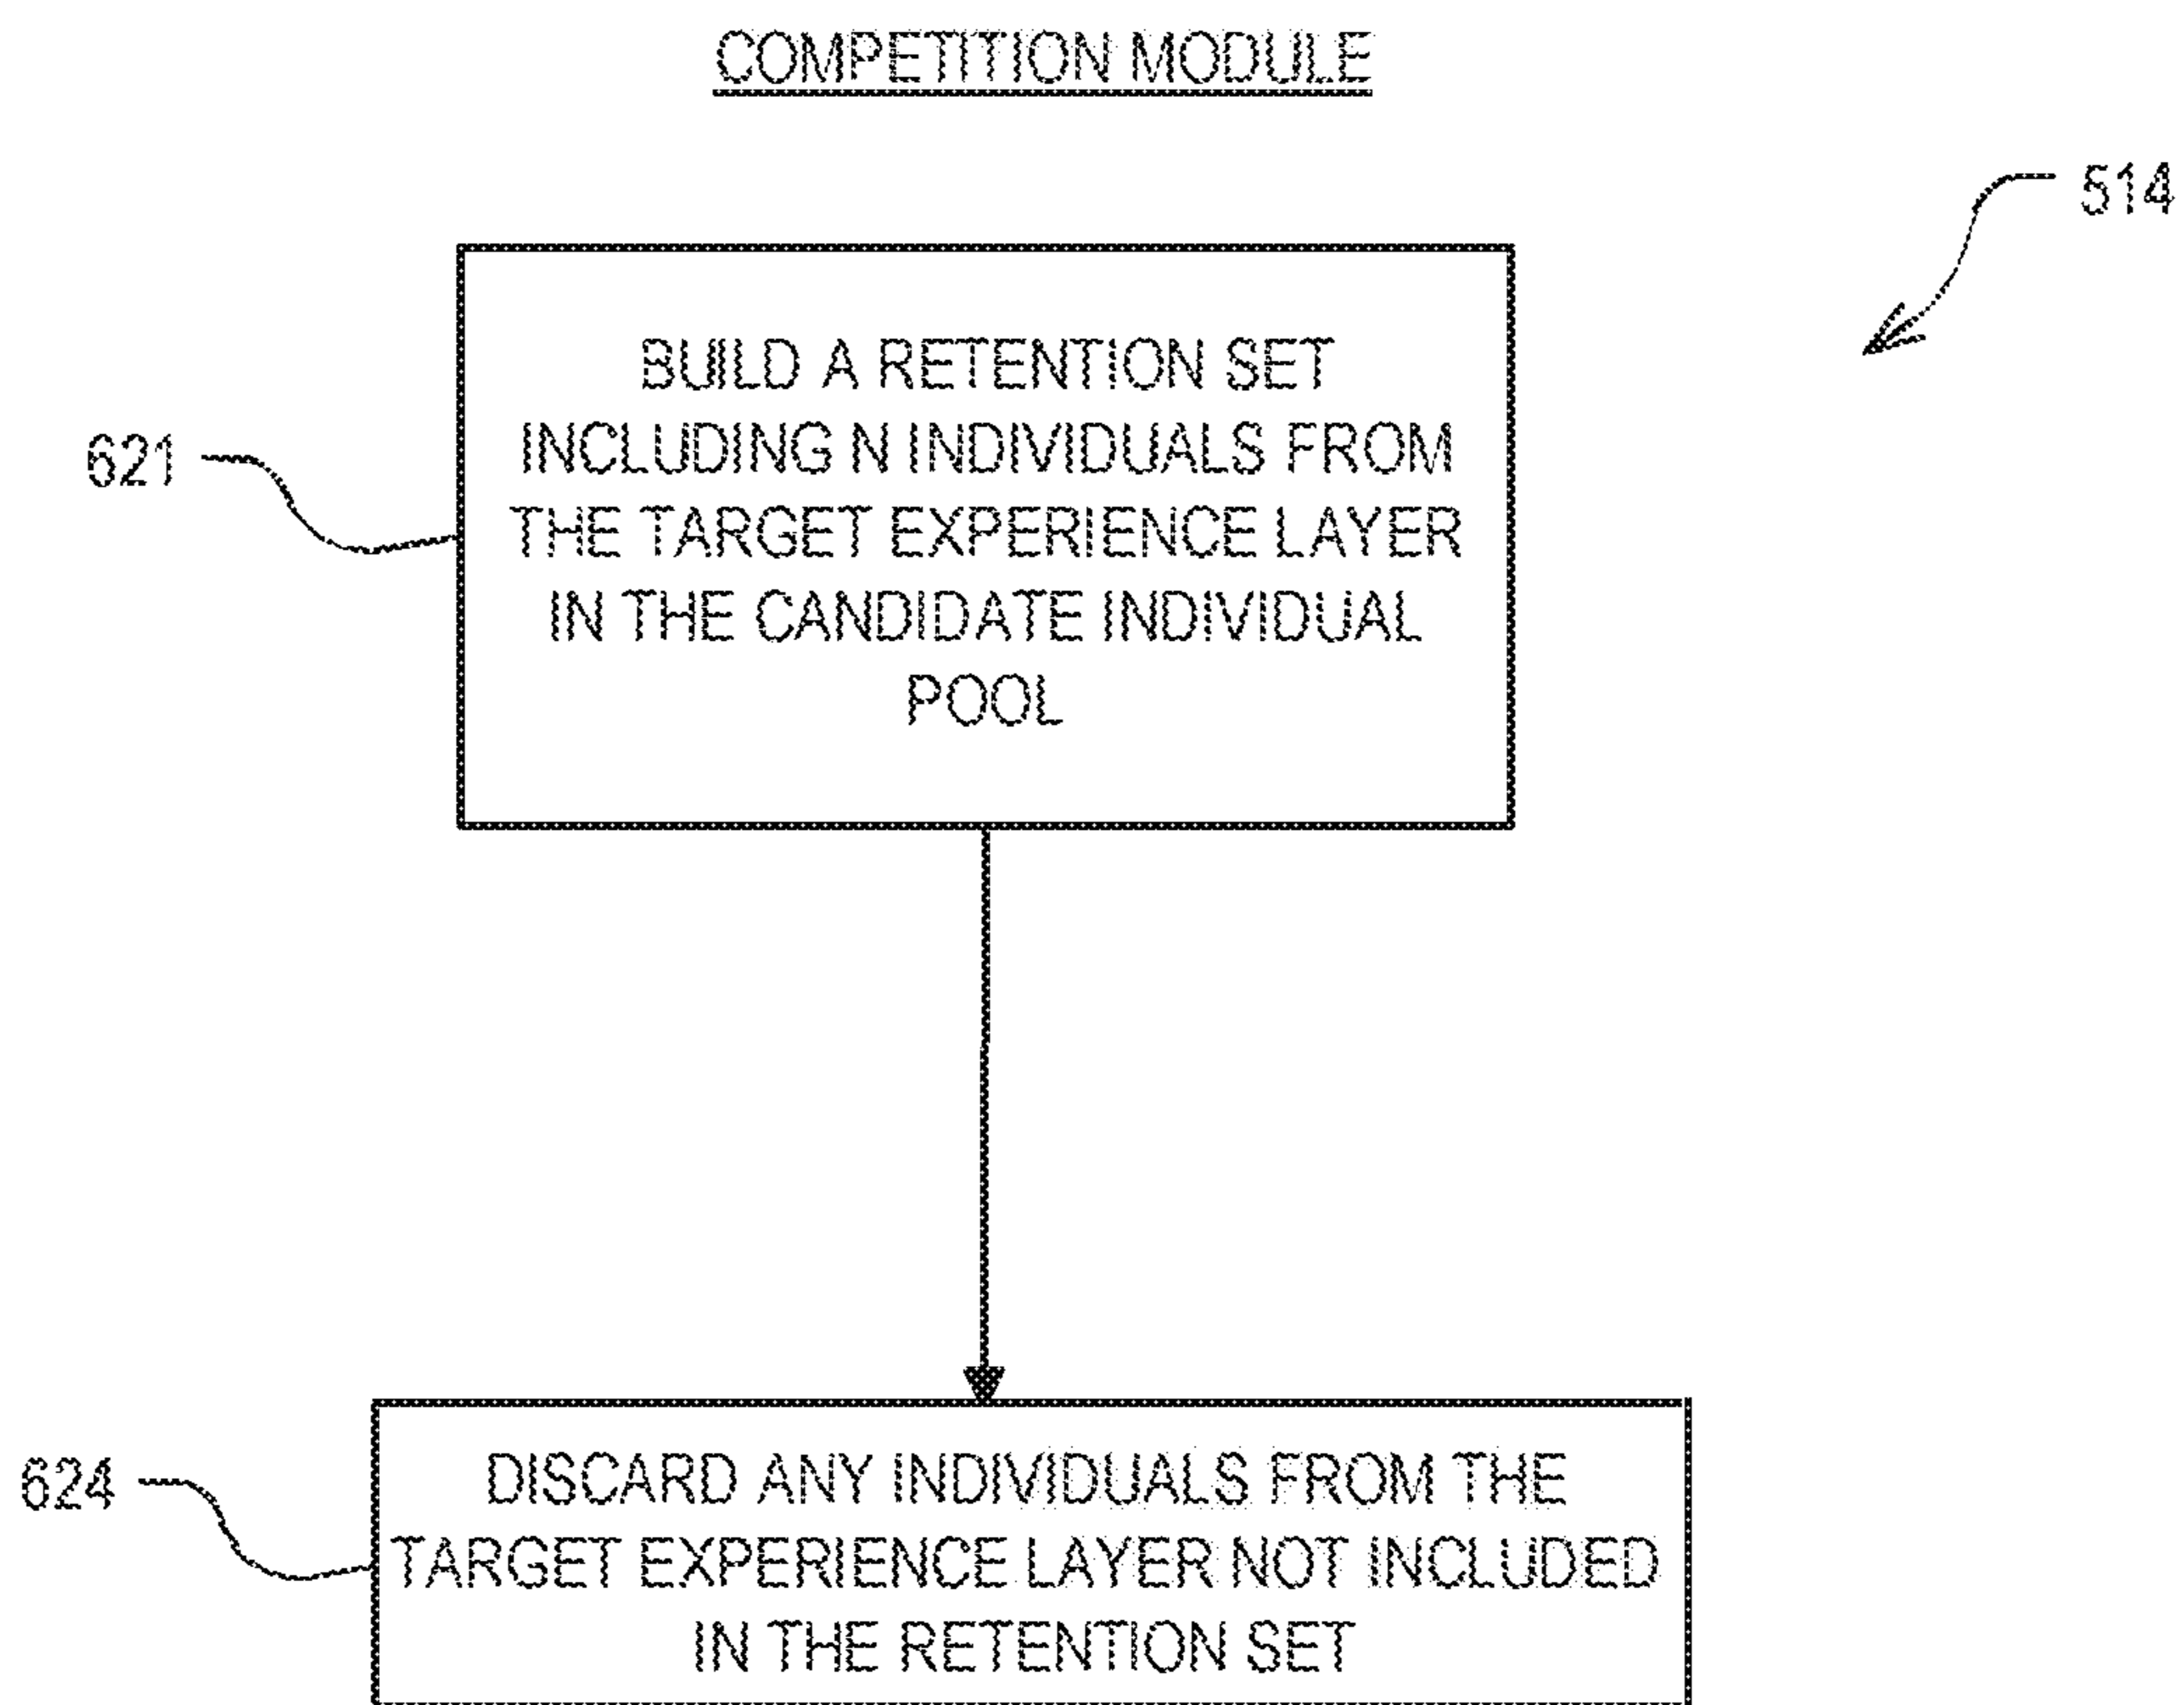 COMPETITION MODULE
514
BUILD A RETENTION SET
INCLUDING N INDIVIDUALS FROM
THE TARGET EXPERIENCE LAYER
IN THE CANDIDATE INDIVIDUAL
POOL
621
DISCARD ANY INDIVIDUALS FROM THE
TARGET EXPERIENCE LAYER NOT INCLUDED
IN THE RETENTION SET
624